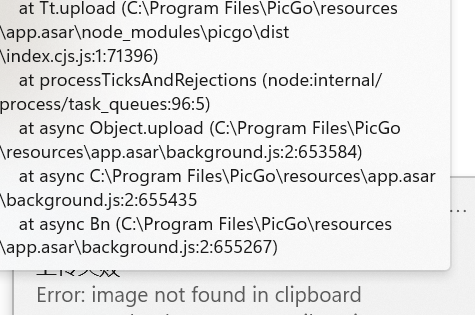 at Tt.upload (C:\Program Files\PicGo\resources
\app.asar\node_modules\picgo\dist
\index.cjs.js:1:71396)
at processTicksAndRejections (node:internal/
process/task_queues:96:5)
at async Object.upload (C:\Program Files\PicGo
\resources\app.asar\background.js:2:653584)
at async C:\Program Files\PicGo\resources\app.asar
\background.js:2:655435
at async Bn (C:\Program Files\PicGo\resources
\app.asar\background.js:2:655267)
...
Error: image not found in clipboard